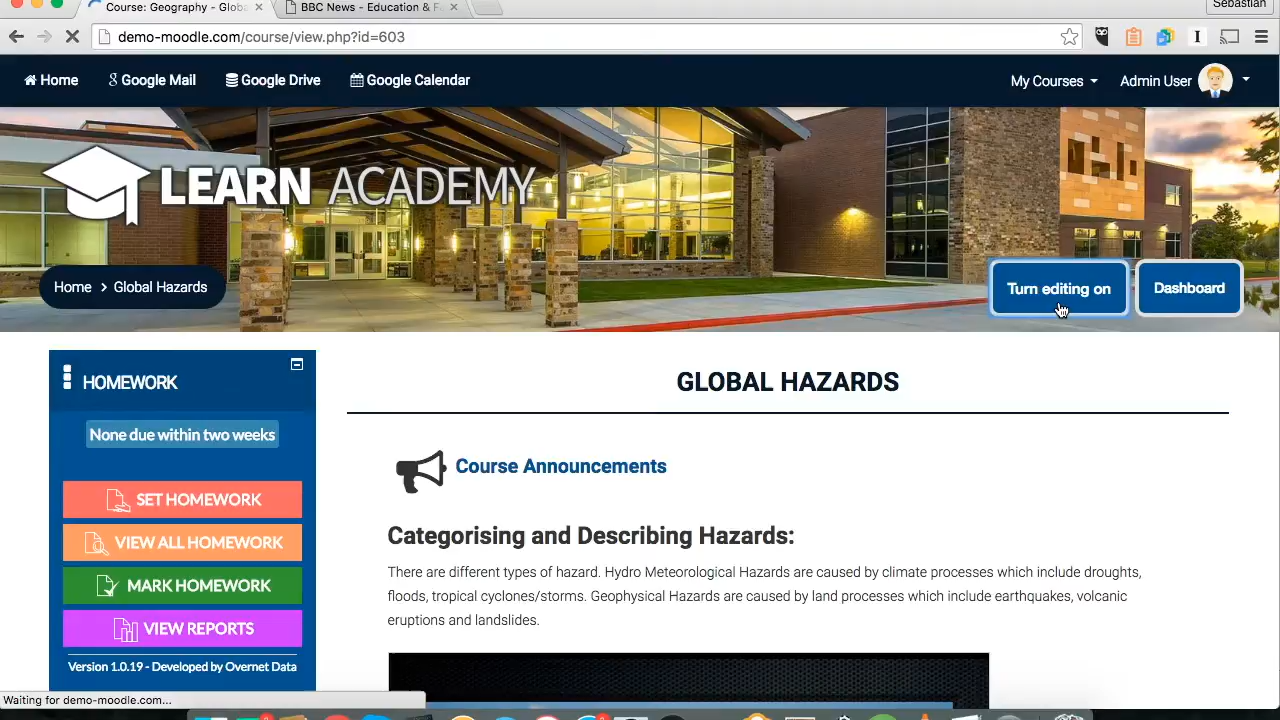 Sebastian
Course: Geography - Globa
BBC News - Education & Fa
demo-moodle.com/course/view.php?id=603
Home
Google Mail
Google Drive
Google Calendar
My Courses
Admin User
LEARN ACADEMY
Home > Global Hazards
Turn editing on
Dashboard
HOMEWORK
None due within two weeks
SET HOMEWORK
VIEW ALL HOMEWORK
MARK HOMEWORK
VIEW REPORTS
Version 1.0.19 - Developed by Overnet Data
GLOBAL HAZARDS
Course Announcements
Categorising and Describing Hazards:
There are different types of hazard. Hydro Meteorological Hazards are caused by climate processes which include droughts,
floods, tropical cyclones/storms. Geophysical Hazards are caused by land processes which include earthquakes, volcanic
eruptions and landslides.
Waiting for demo-moodle.com...